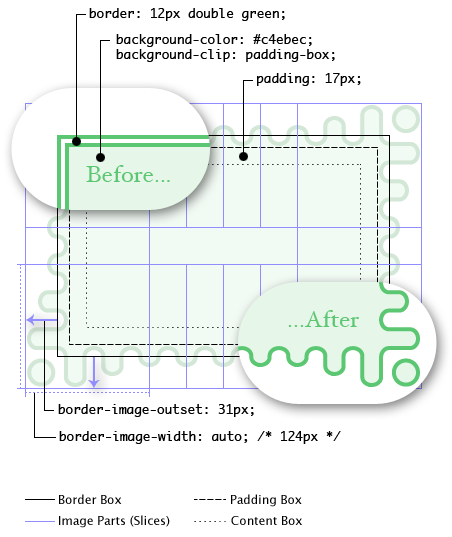 border: 12px double green;
background-color: #c4ebec;
background-clip: padding-box;
padding: 17px;
Before...
...After
border-image-outset: 31px;
border-image-width: auto; /* 124px */
Border Box
Padding Box
Image Parts (Slices)
Content Box